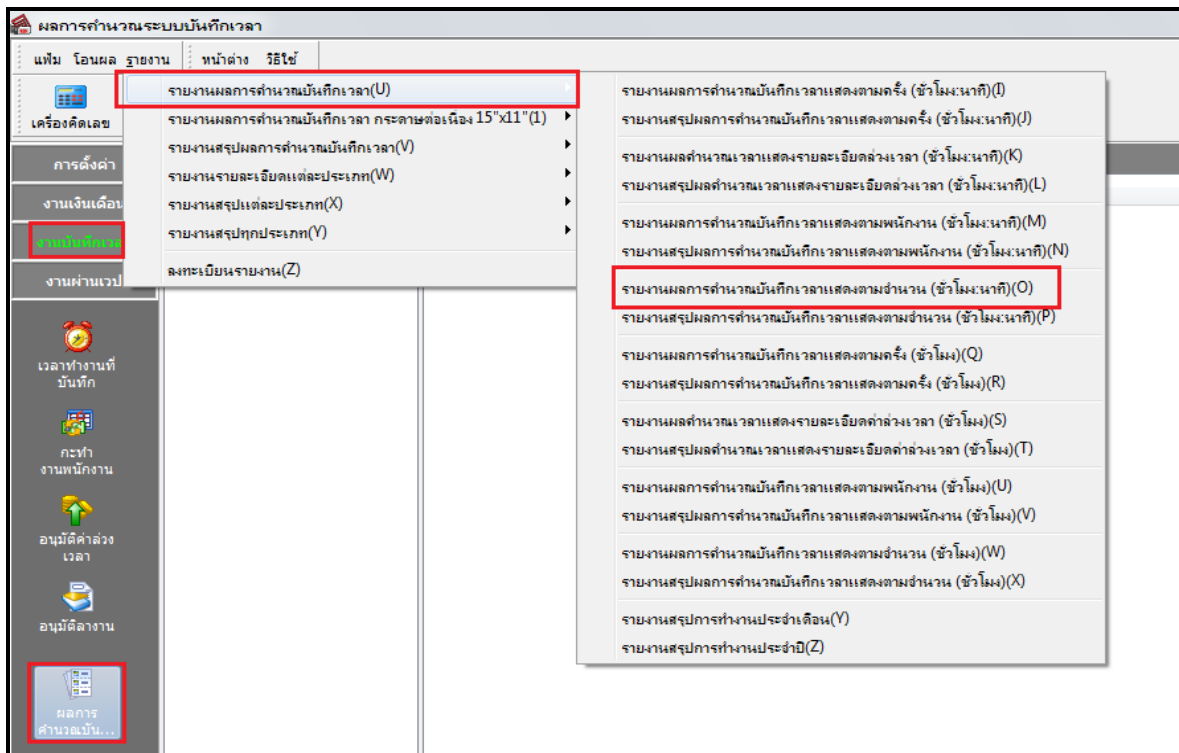 ผลการคำนวณระบบบันทึกเวลา
แฟ้ม โอนผล รายงาน หน้าต่าง วิธีใช้
เครื่องคิดเลข
การตั้งค่า
งานเงินเดือน
งานบันทึกเวลา
งานผ่านเวป
เวลาทำงานที่
บันทึก
กะทำ
งานพนักงาน
อนุมัติค่าล่วง
เวลา
อนุมัติลางาน
ผลการ
คำนวณบัน...
รายงานผลการคำนวณบันทึกเวลา(U)
รายงานผลการคำนวณบันทึกเวลา กระดาษต่อเนื่อง 15"x11"(1)
รายงานสรุปผลการคำนวณบันทึกเวลา(V)
รายงานรายละเอียดแต่ละประเภท(W)
รายงานสรุปแต่ละประเภท(X)
รายงานสรุปทุกประเภท(Y)
ลงทะเบียนรายงาน(Z)
รายงานผลการคำนวณบันทึกเวลาแสดงตามครั้ง (ชั่วโมง:นาที)(I)
รายงานสรุปผลการคำนวณบันทึกเวลาแสดงตามครั้ง (ชั่วโมง:นาที)(J)
รายงานผลคำนวณเวลาแสดงรายละเอียดล่วงเวลา (ชั่วโมง:นาที)(K)
รายงานสรุปผลคำนวณเวลาแสดงรายละเอียดล่วงเวลา (ชั่วโมง:นาที)(L)
รายงานผลการคำนวณบันทึกเวลาแสดงตามพนักงาน (ชั่วโมง:นาที)(M)
รายงานสรุปผลการคำนวณบันทึกเวลาแสดงตามพนักงาน (ชั่วโมง:นาที)(N)
รายงานผลการคำนวณบันทึกเวลาแสดงตามจำนวน (ชั่วโมง:นาที)(O)
รายงานสรุปผลการคำนวณบันทึกเวลาแสดงตามจำนวน (ชั่วโมง:นาที)(P)
รายงานผลการคำนวณบันทึกเวลาแสดงตามครั้ง (ชั่วโมง)(Q)
รายงานสรุปผลการคำนวณบันทึกเวลาแสดงตามครั้ง (ชั่วโมง)(R)
รายงานผลคำนวณเวลาแสดงรายละเอียดค่าล่วงเวลา (ชั่วโมง)(S)
รายงานสรุปผลคำนวณเวลาแสดงรายละเอียดค่าล่วงเวลา (ชั่วโมง)(T)
รายงานผลการคำนวณบันทึกเวลาแสดงตามพนักงาน (ชั่วโมง)(U)
รายงานสรุปผลการคำนวณบันทึกเวลาแสดงตามพนักงาน (ชั่วโมง)(V)
รายงานผลการคำนวณบันทึกเวลาแสดงตามจำนวน (ชั่วโมง)(W)
รายงานสรุปผลการคำนวณบันทึกเวลาแสดงตามจำนวน (ชั่วโมง)(X)
รายงานสรุปการทำงานประจำเดือน(Y)
รายงานสรุปการทำงานประจำปี(Z)